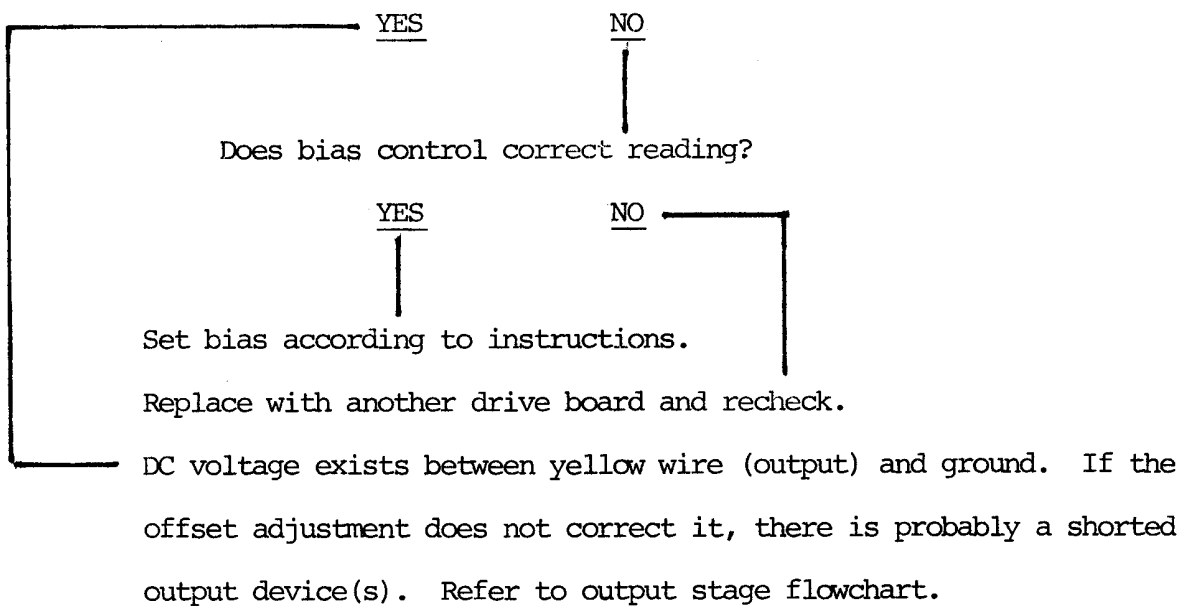 YES NO
Does bias control correct reading?
YES NO
Set bias according to instructions.
Replace with another drive board and recheck.
DC voltage exists between yellow wire (output) and ground. If the
offset adjustment does not correct it, there is probably a shorted
output device(s). Refer to output stage flowchart.